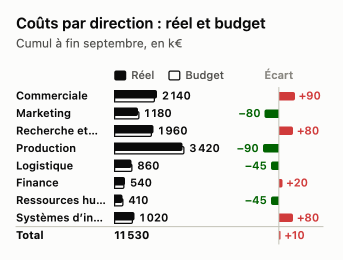 Coûts par direction : réel et budget
Cumul à fin septembre, en k€
Réel Budget Écart
Commerciale 2 140 +90
Marketing 1 180 −80
Recherche et… 1 960 +80
Production 3 420 −90
Logistique 860 −45
Finance 540 +20
Ressources hu… 410 −45
Systèmes d’in… 1 020 +80
Total 11 530 +10